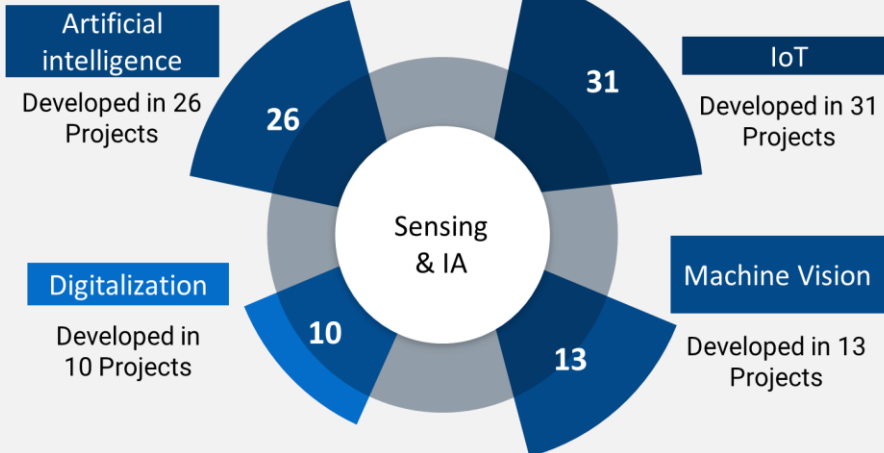 Artificial
intelligence
Developed in 26
Projects
26
31
IoT
Developed in 31
Projects
Sensing
& IA
Digitalization
Developed in
10 Projects
10
13
Machine Vision
Developed in 13
Projects